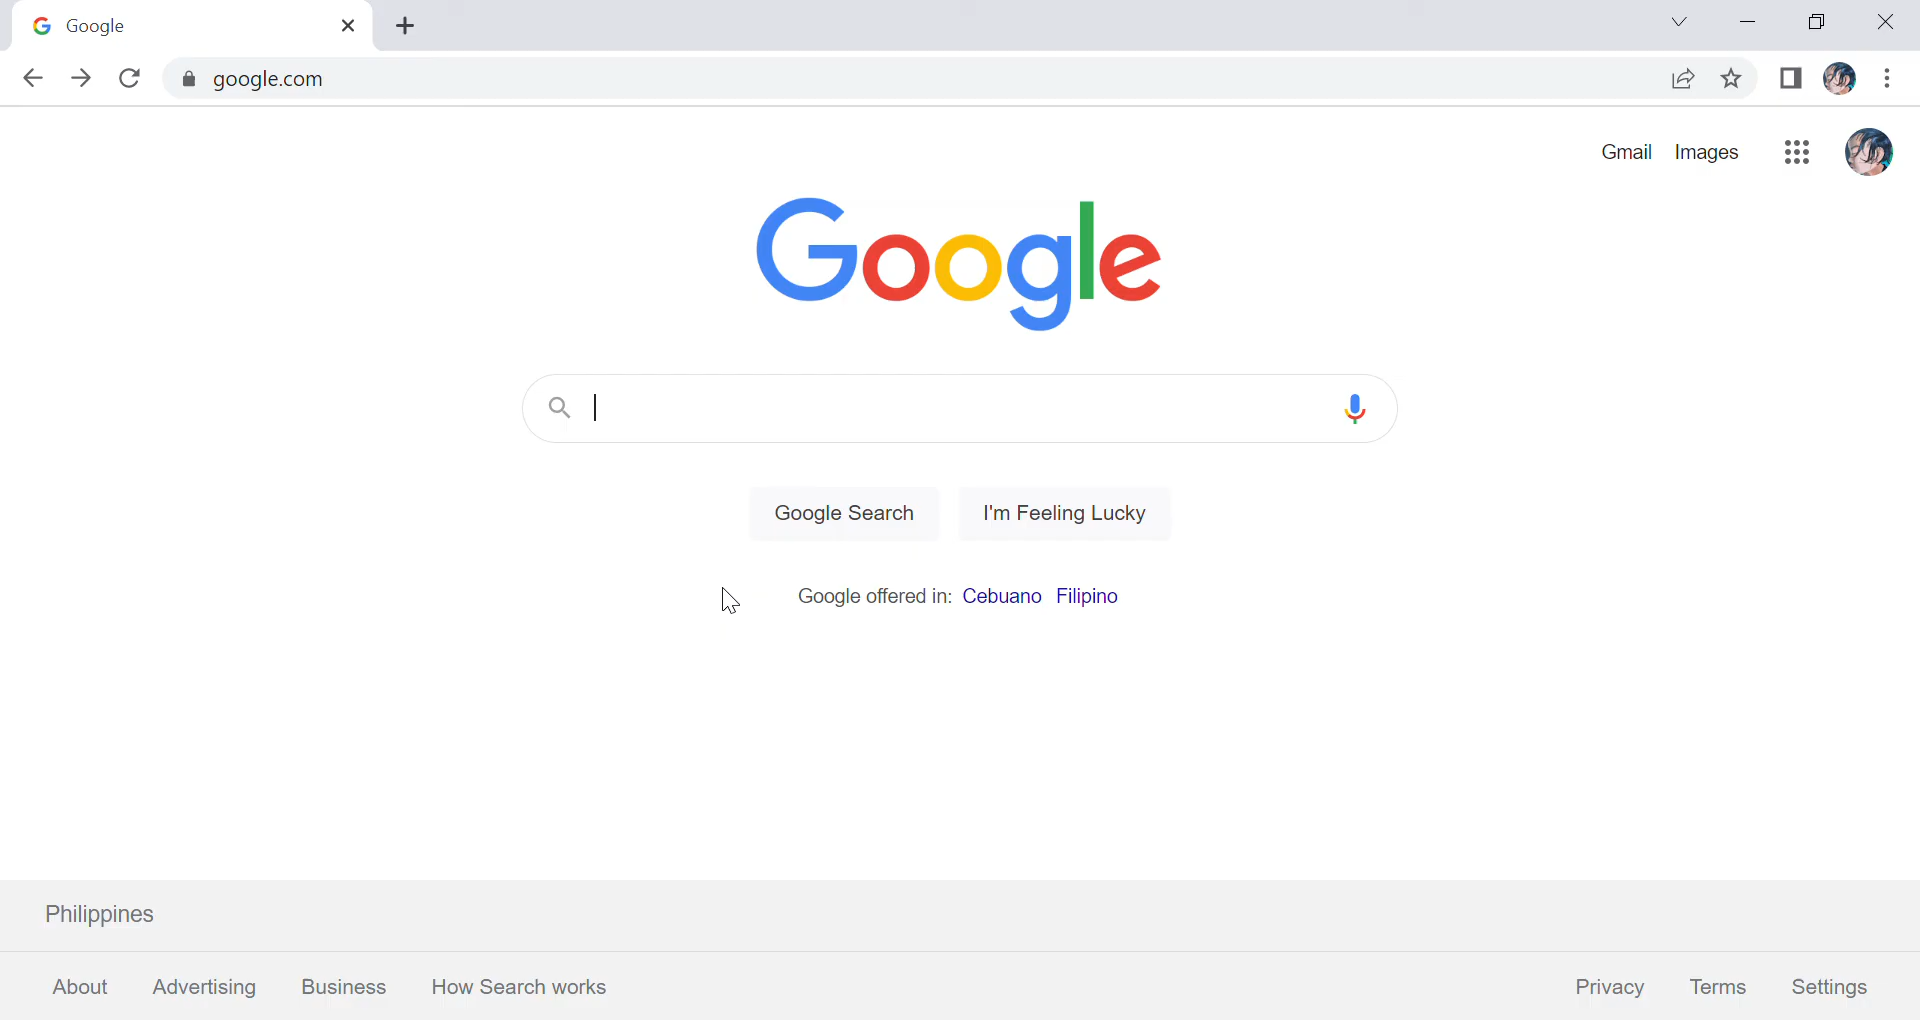 Google
google.com
Gmail Images
Google
Google Search I'm Feeling Lucky
Google offered in: Cebuano Filipino
Philippines
About Advertising Business How Search works Privacy Terms Settings